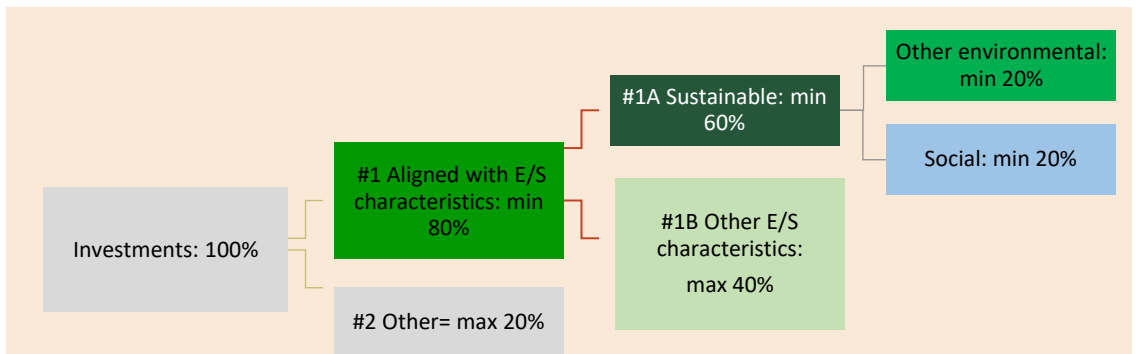 Investments: 100%
#1 Aligned with E/S
characteristics: min
80%
#2 Other= max 20%
#1A Sustainable: min
60%
#1B Other E/S
characteristics:
max 40%
Other environmental:
min 20%
Social: min 20%